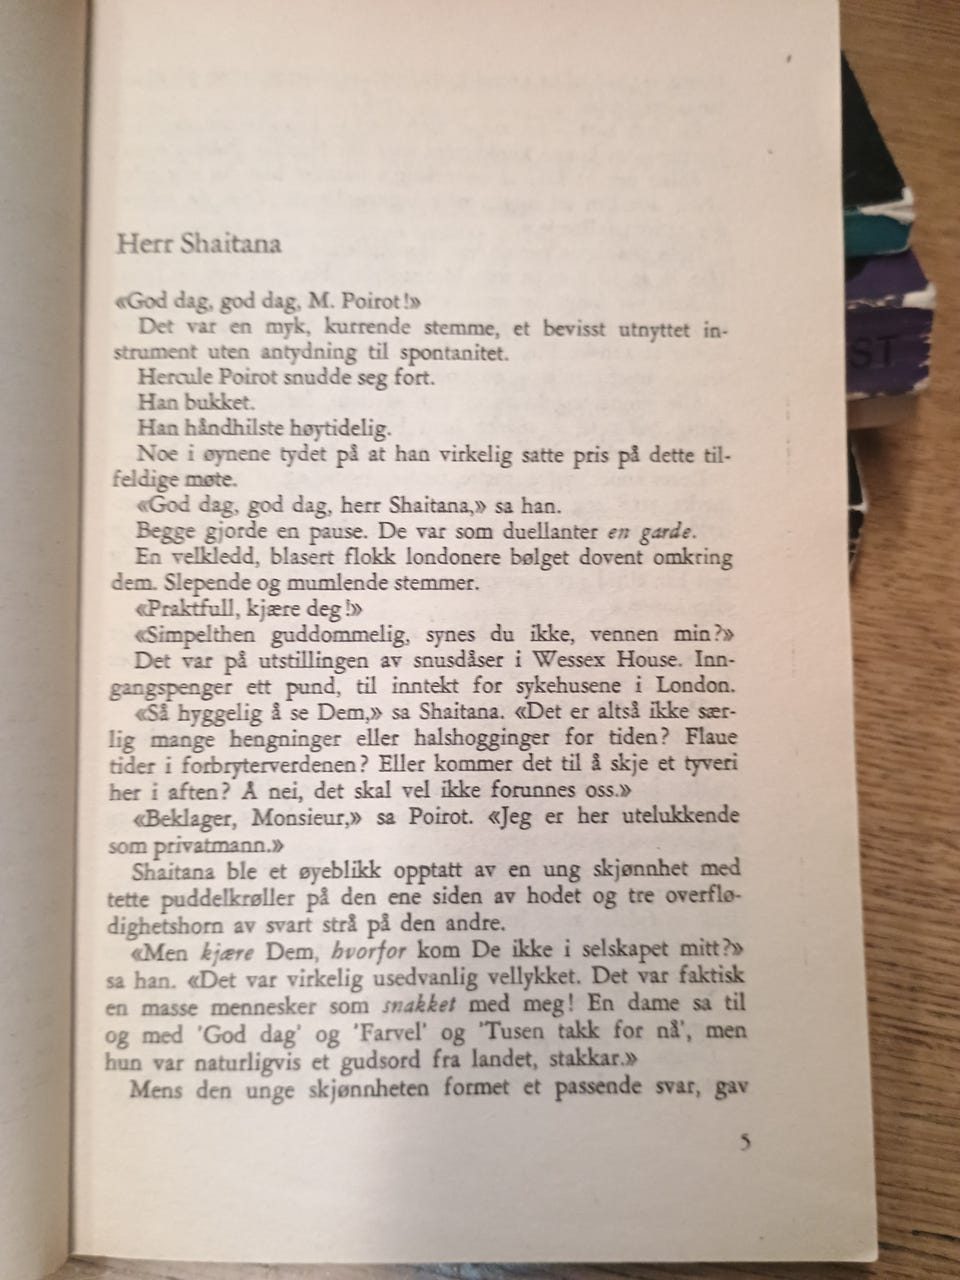 Herr Shaitana
«God dag, god dag, M. Poirot!»
Det var en myk, kurrende stemme, et bevisst utnyttet in-
strument uten antydning til spontanitet.
Hercule Poirot snudde seg fort.
Han bukket.
Han håndhilste høytidelig.
Noe i øynene tydet på at han virkelig satte pris på dette til-
feldige møte.
«God dag, god dag, herr Shaitana,» sa han.
Begge gjorde en pause. De var som duellanter en garde.
En velkledd, blasert flokk londonere bølget dovent omkring
dem. Slepende og mumlende stemmer.
«Praktfull, kjære deg!»
«Simpelthen guddommelig, synes du ikke, vennen min?»
Det var på utstillingen av snusdåser i Wessex House. Inn-
gangspenger ett pund, til inntekt for sykehusene i London.
«Så hyggelig å se Dem,» sa Shaitana. «Det er altså ikke sær-
lig mange hengninger eller halshogginger for tiden? Flaue
tider i forbryterverdenen? Eller kommer det til å skje et tyveri
her i aften? Å nei, det skal vel ikke forunnes oss.»
«Beklager, Monsieur,» sa Poirot. «Jeg er her utelukkende
som privatmann.»
Shaitana ble et øyeblikk opptatt av en ung skjønnhet med
tette puddelkrøller på den ene siden av hodet og tre overflø-
dighetshorn av svart strå på den andre.
«Men kjære Dem, hvorfor kom De ikke i selskapet mitt?»
sa han. «Det var virkelig usedvanlig vellykket. Det var faktisk
en masse mennesker som snakket med meg! En dame sa til
og med 'God dag' og 'Farvel' og 'Tusen takk for nå', men
hun var naturligvis et gudsord fra landet, stakkar.»
Mens den unge skjønnheten formet et passende svar, gav
5
ST